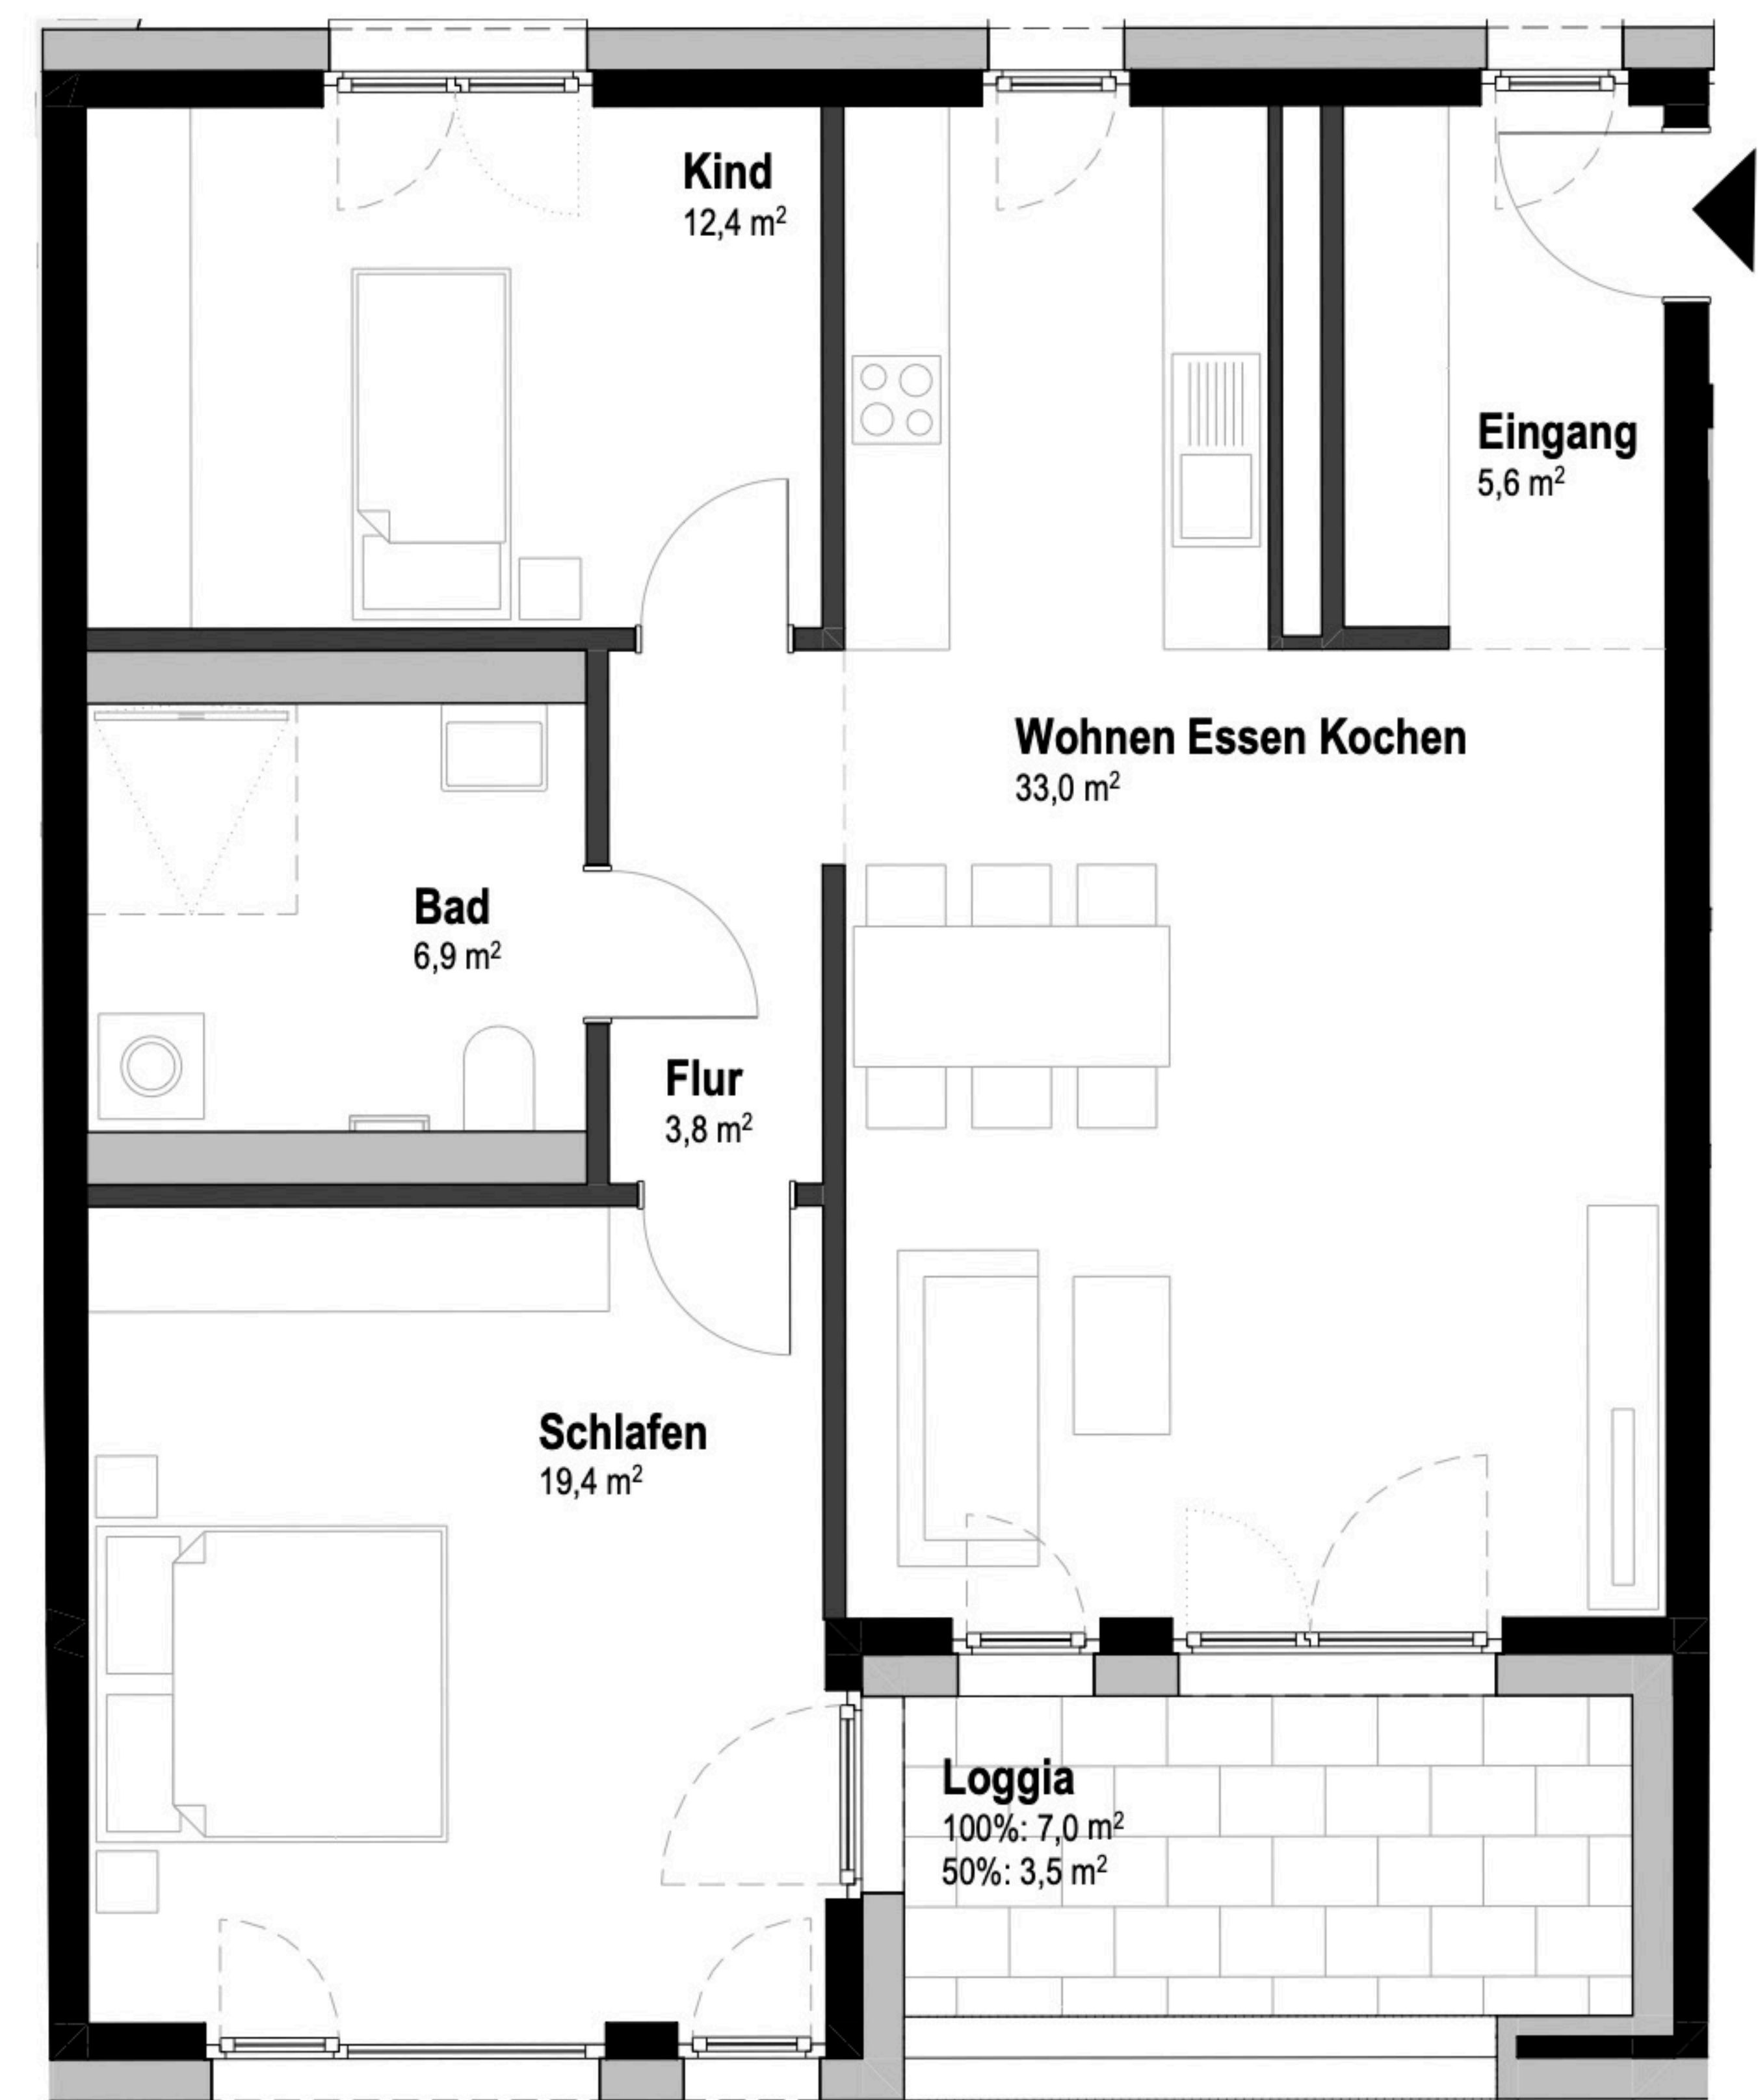 Kind
12,4 m²
Eingang
5,6 m²
Wohnen Essen Kochen
33,0 m²
Bad
6,9 m²
Flur
3,8 m²
Schlafen
19,4 m²
Loggia
100%: 7,0 m²
50%: 3,5 m²